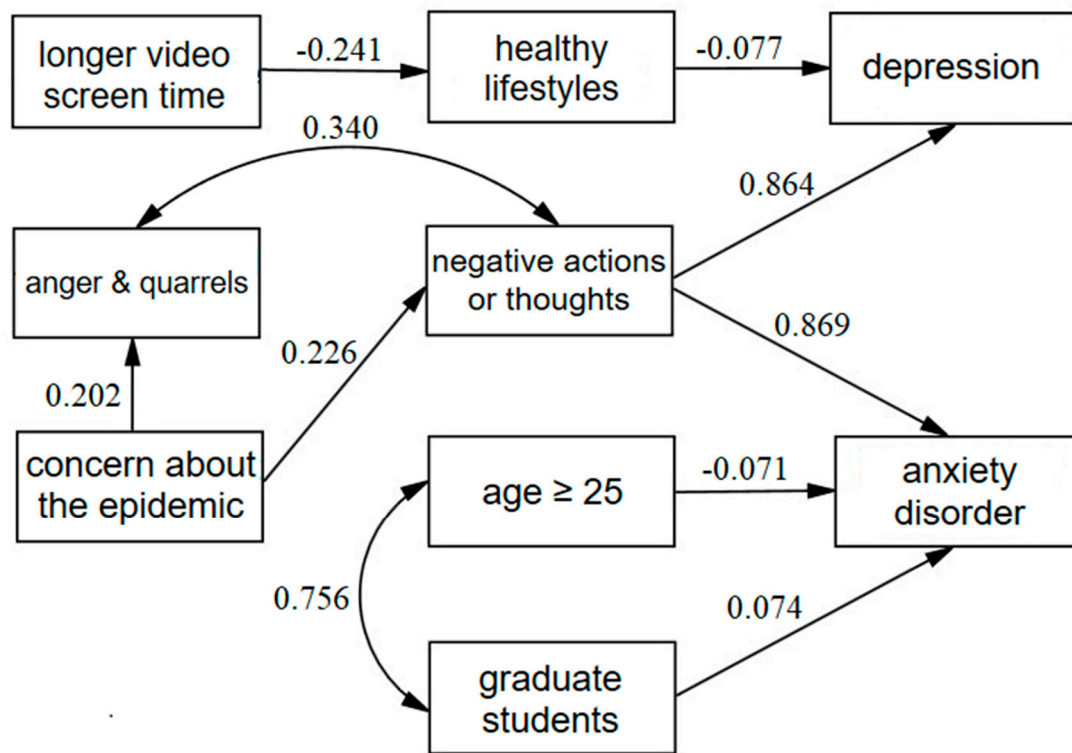 longer video
screen time
-0.241
healthy
lifestyles
-0.077
depression
0.340
0.864
anger & quarrels
negative actions
or thoughts
0.869
0.226
0.202
concern about
the epidemic
age ≥ 25
-0.071
anxiety
disorder
0.756
0.074
graduate
students